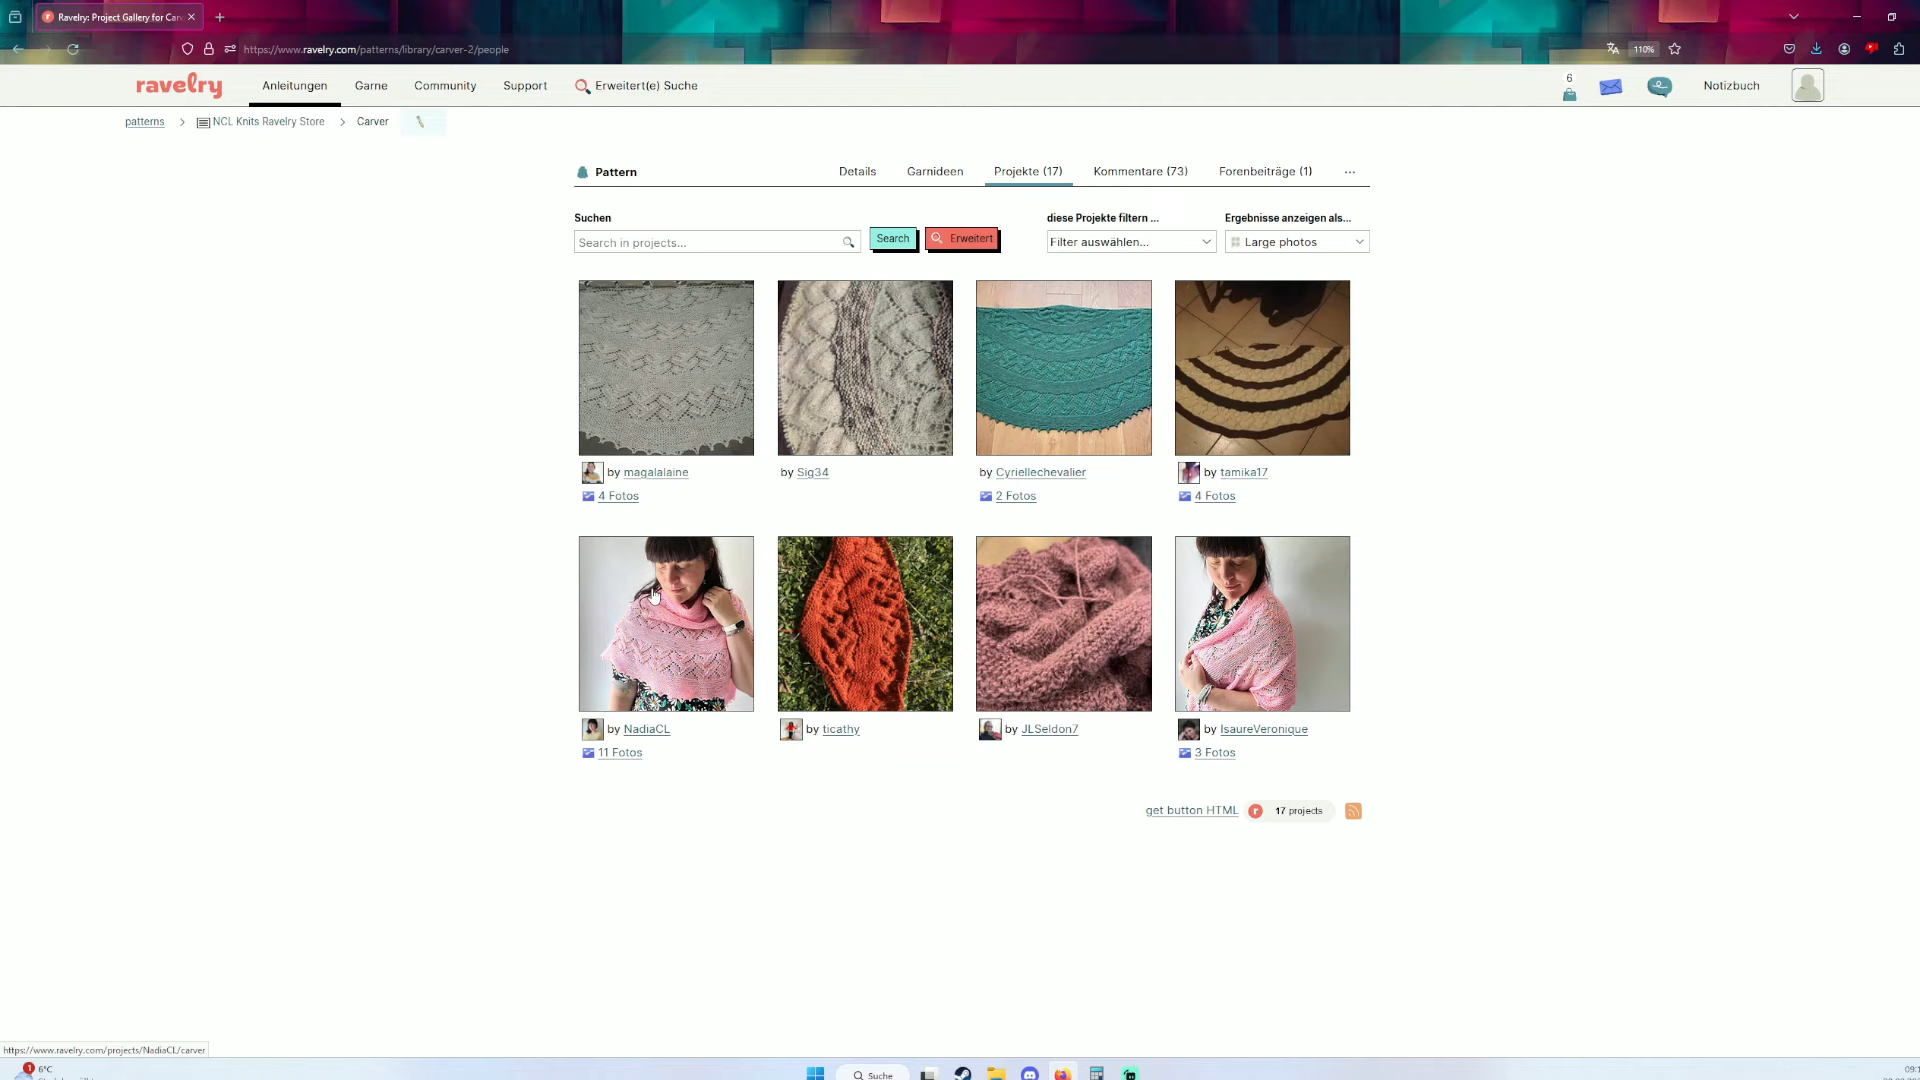 Ravelry: Project Gallery for Car
https://www.ravelry.com/patterns/library/carver-2/people
110%
ravelry
Anleitungen
Garne
Community
Support
Erweitert(e) Suche
6
Notizbuch
patterns > NCL Knits Ravelry Store > Carver
Pattern
Details
Garnideen
Projekte (17)
Kommentare (73)
Forenbeiträge (1)
...
Suchen
diese Projekte filtern ...
Ergebnisse anzeigen als...
Search in projects...
Search
Erweitert
Filter auswählen...
Large photos
by magalalaine
by Sig34
by Cyriellechevalier
by tamika17
4 Fotos
2 Fotos
4 Fotos
by NadiaCL
by ticathy
by JLSeldon7
by IsaureVeronique
11 Fotos
3 Fotos
get button HTML
r
17 projects
https://www.ravelry.com/projects/NadiaCL/carver
1
6°C
Suche